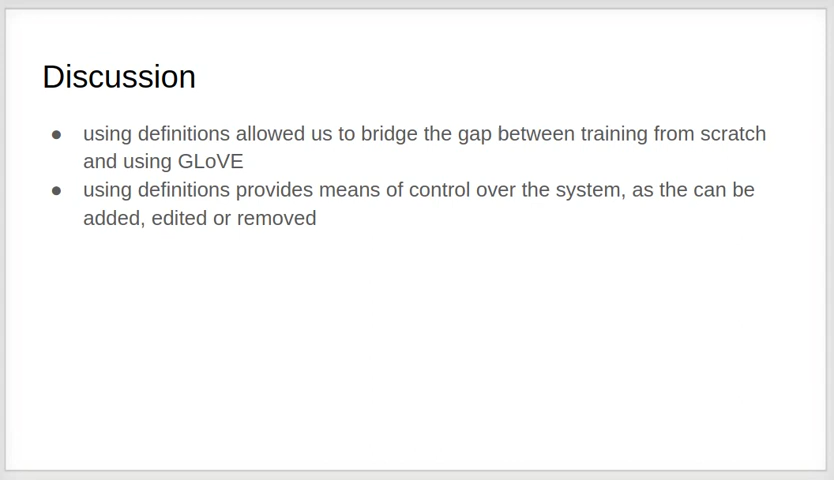 Discussion
● using definitions allowed us to bridge the gap between training from scratch
and using GLoVE
● using definitions provides means of control over the system, as the can be
added, edited or removed